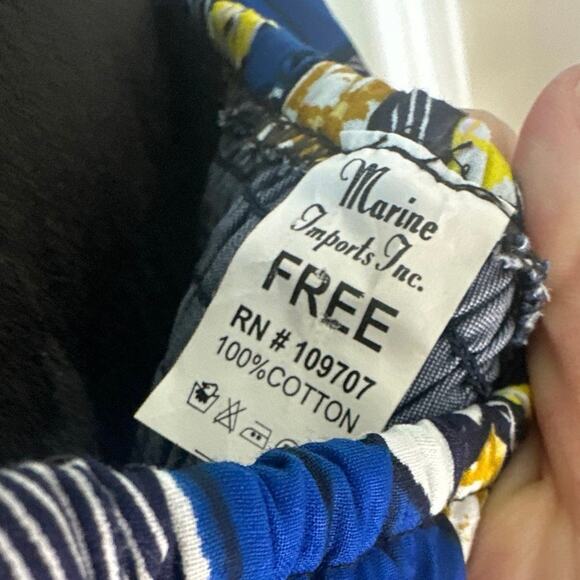 Marine
Imports Inc.
FREE
RN # 109707
100%COTTON